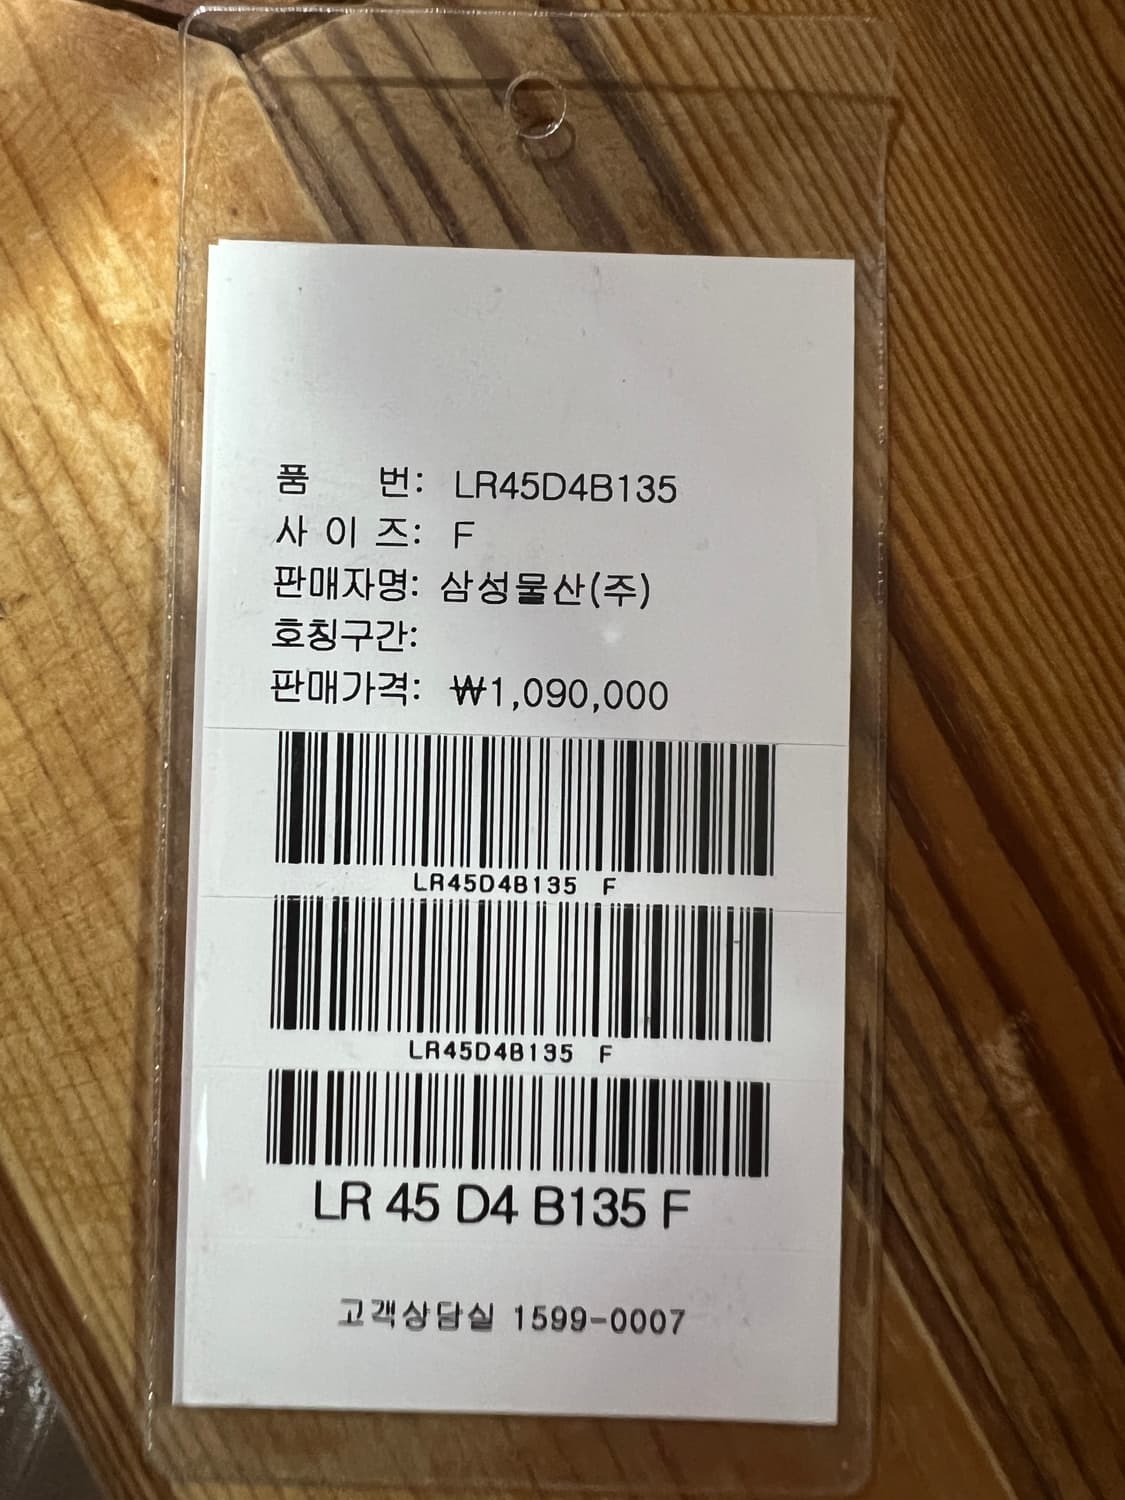 품 번: LR45D4B135
사 이 즈: F
판매자명: 삼성물산(주)
호칭구간:
판매가격: ₩1,090,000
LR45D4B135 F
LR45D4B135 F
LR 45 D4 B135 F
고객상담실 1599-0007